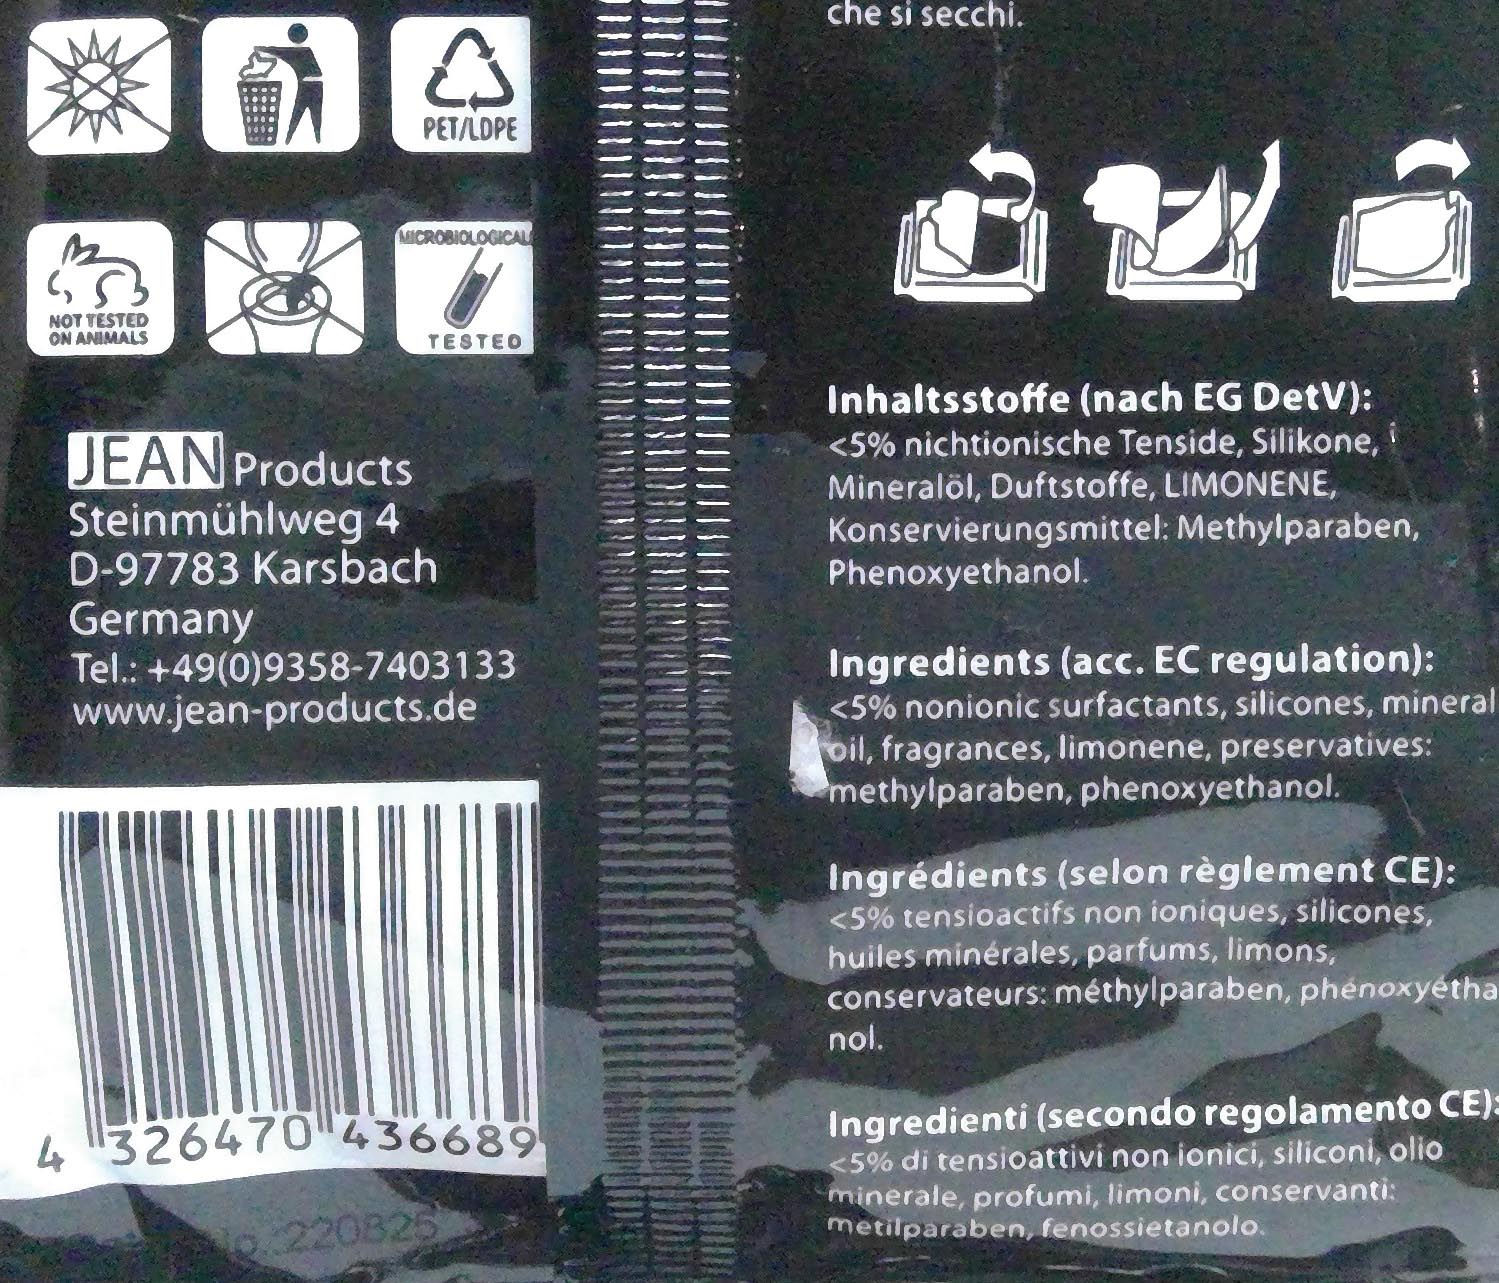 PET/LDPE
NOT TESTED
ON ANIMALS
MICROBIOLOGICAL
TESTED
JEAN Products
Steinmühlweg 4
D-97783 Karsbach
Germany
Tel.: +49(0)9358-7403133
www.jean-products.de
4 326470 436689
220825
che si secchi.
Inhaltsstoffe (nach EG DetV):
<5% nichtionische Tenside, Silikone,
Mineralöl, Duftstoffe, LIMONENE,
Konservierungsmittel: Methylparaben,
Phenoxyethanol.
Ingredients (acc. EC regulation):
<5% nonionic surfactants, silicones, mineral
oil, fragrances, limonene, preservatives:
methylparaben, phenoxyethanol.
Ingrédients (selon règlement CE):
<5% tensioactifs non ioniques, silicones,
huiles minérales, parfums, limons,
conservateurs: méthylparaben, phénoxyétha
nol.
Ingredienti (secondo regolamento CE):
<5% di tensioattivi non ionici, siliconi, olio
minerale, profumi, limoni, conservanti:
metilparaben, fenossietanolo.